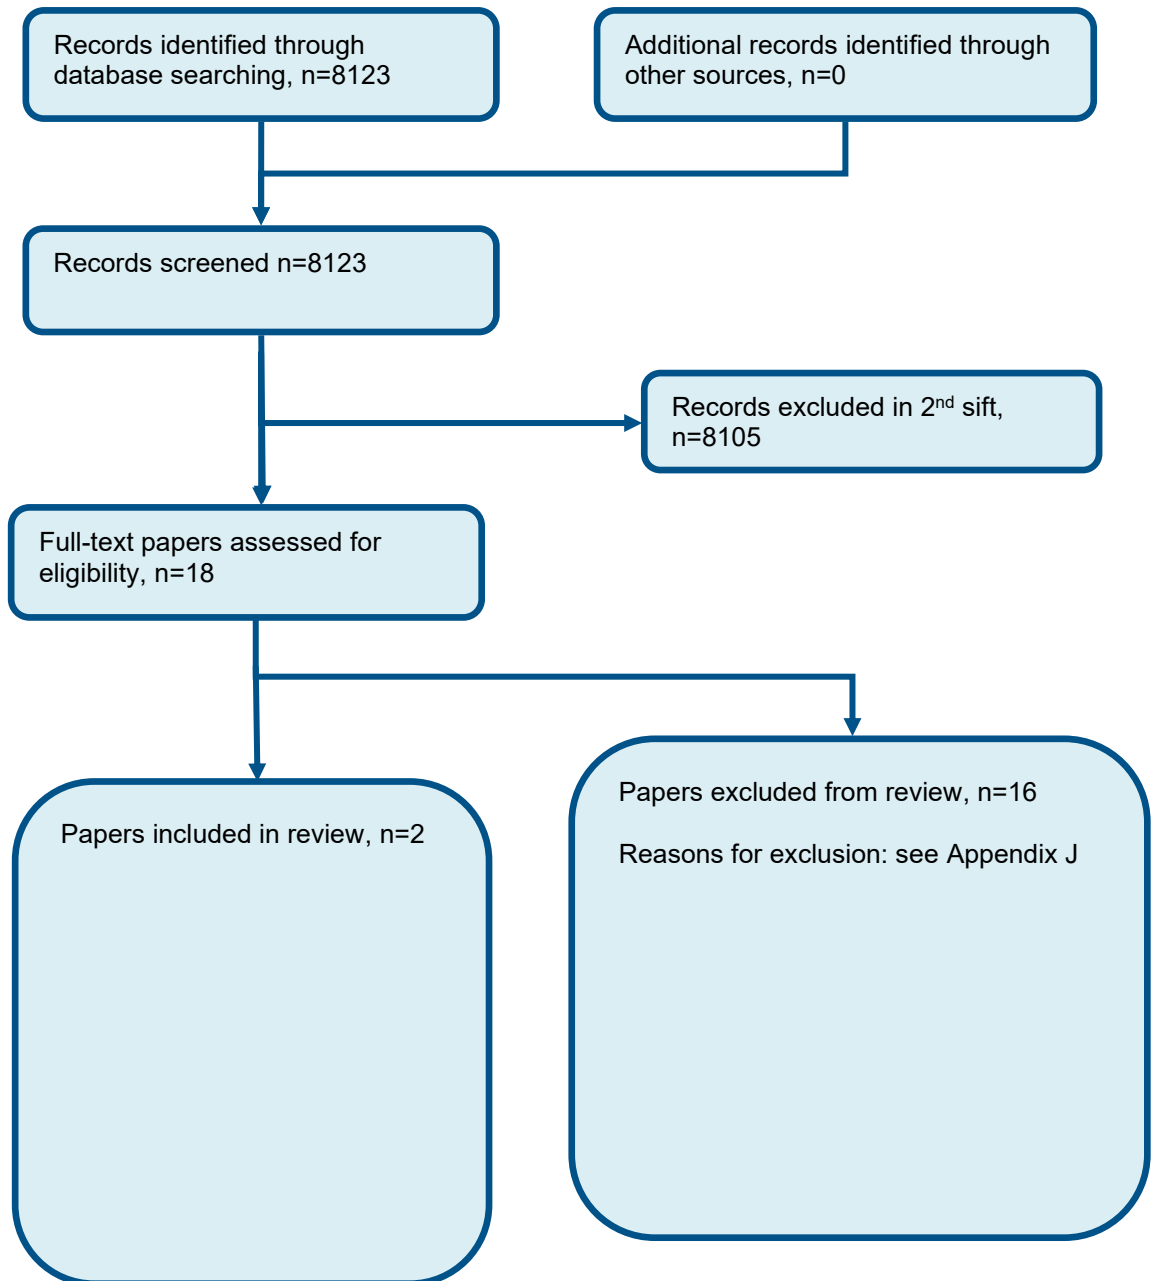 Records identified through
database searching, n=8123
Additional records identified through
other sources, n=0
Records screened n=8123
Records excluded in 2nd sift,
n=8105
Full-text papers assessed for
eligibility, n=18
Papers included in review, n=2
Papers excluded from review, n=16
Reasons for exclusion: see Appendix J